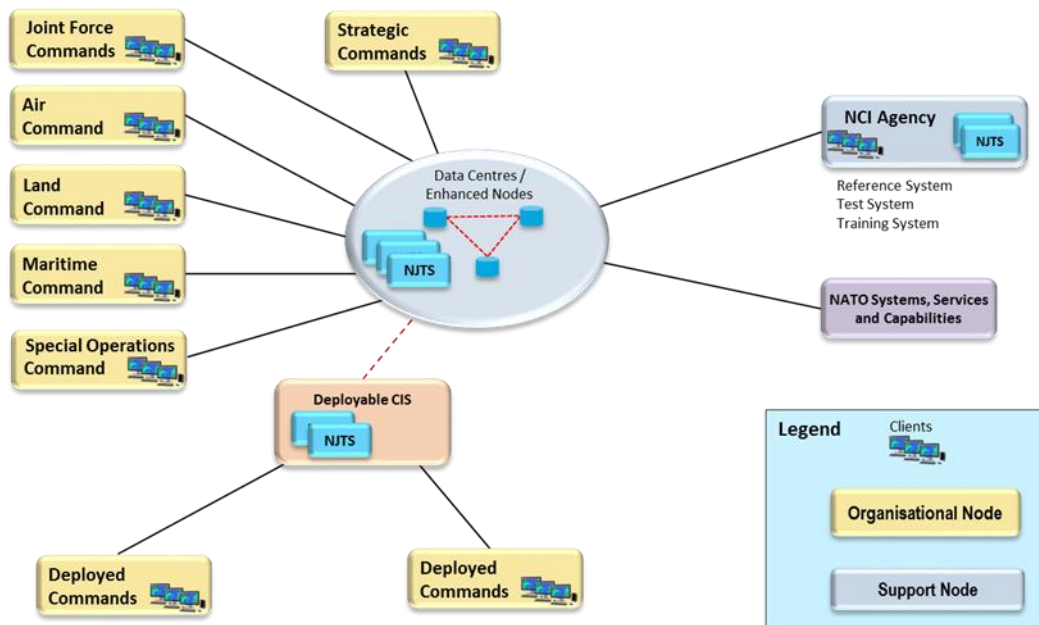 Joint Force
Commands
Strategic
Commands
Air
Command
Land
Command
Maritime
Command
Special Operations
Command
Data Centres /
Enhanced Nodes
NJTS
NCI Agency
NJTS
Reference System
Test System
Training System
NATO Systems, Services
and Capabilities
Deployable CIS
NJTS
Deployed
Commands
Deployed
Commands
Legend
Clients
Organisational Node
Support Node